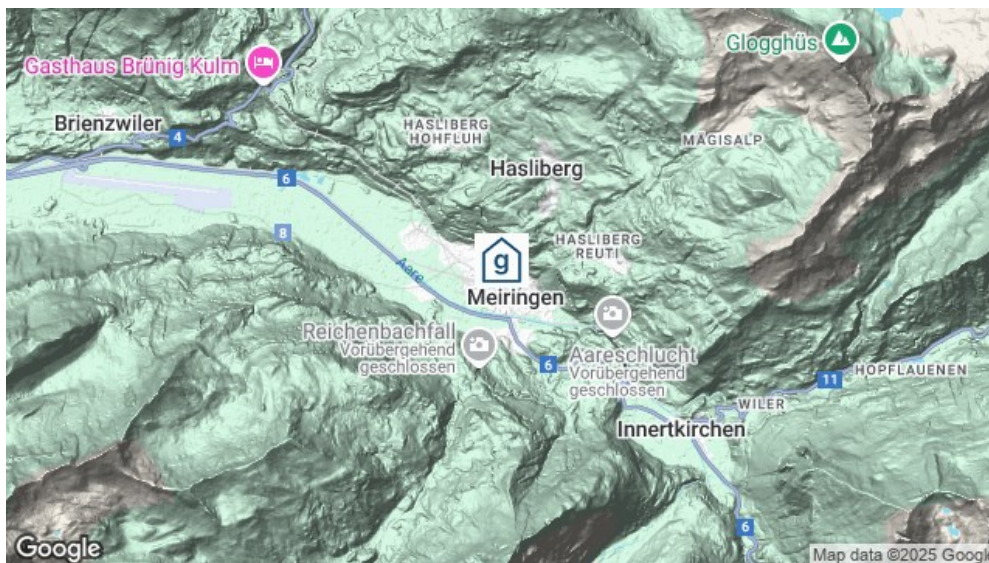 Glogghüs
Gasthaus Brünig Kulm
Brienzwiler
4
HASLIBERG
HOHFLUH
MÄGISALP
Hasliberg
6
8
HASLIBERG
REUTI
g
Aare
Meiringen
Reichenbachfall
Vorübergehend
geschlossen
6
Aareschlucht
Vorübergehend
geschlossen
11
HOPFLAUENEN
WILER
Innertkirchen
6
Google
Map data ©2025 Google